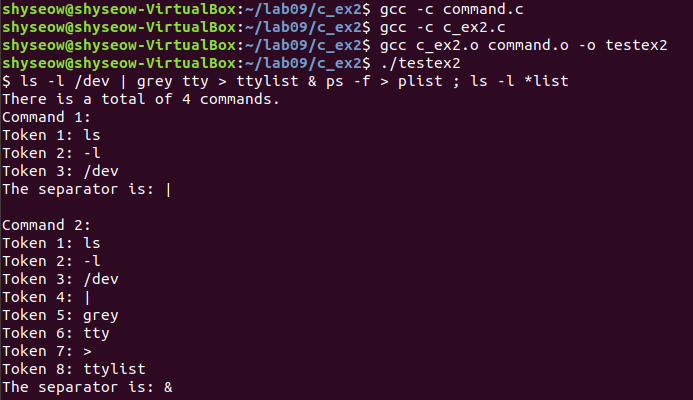 shyseow@shyseow-VirtualBox:~/lab09/c_ex2$ gcc -c command.c
shyseow@shyseow-VirtualBox:~/lab09/c_ex2$ gcc -c c_ex2.c
shyseow@shyseow-VirtualBox:~/lab09/c_ex2$ gcc c_ex2.o command.o -o testex2
shyseow@shyseow-VirtualBox:~/lab09/c_ex2$ ./testex2
$ ls -l /dev | grey tty > ttylist & ps -f > plist ; ls -l *list
There is a total of 4 commands.
Command 1:
Token 1: ls
Token 2: -l
Token 3: /dev
The separator is: |

Command 2:
Token 1: ls
Token 2: -l
Token 3: /dev
Token 4: |
Token 5: grey
Token 6: tty
Token 7: >
Token 8: ttylist
The separator is: &